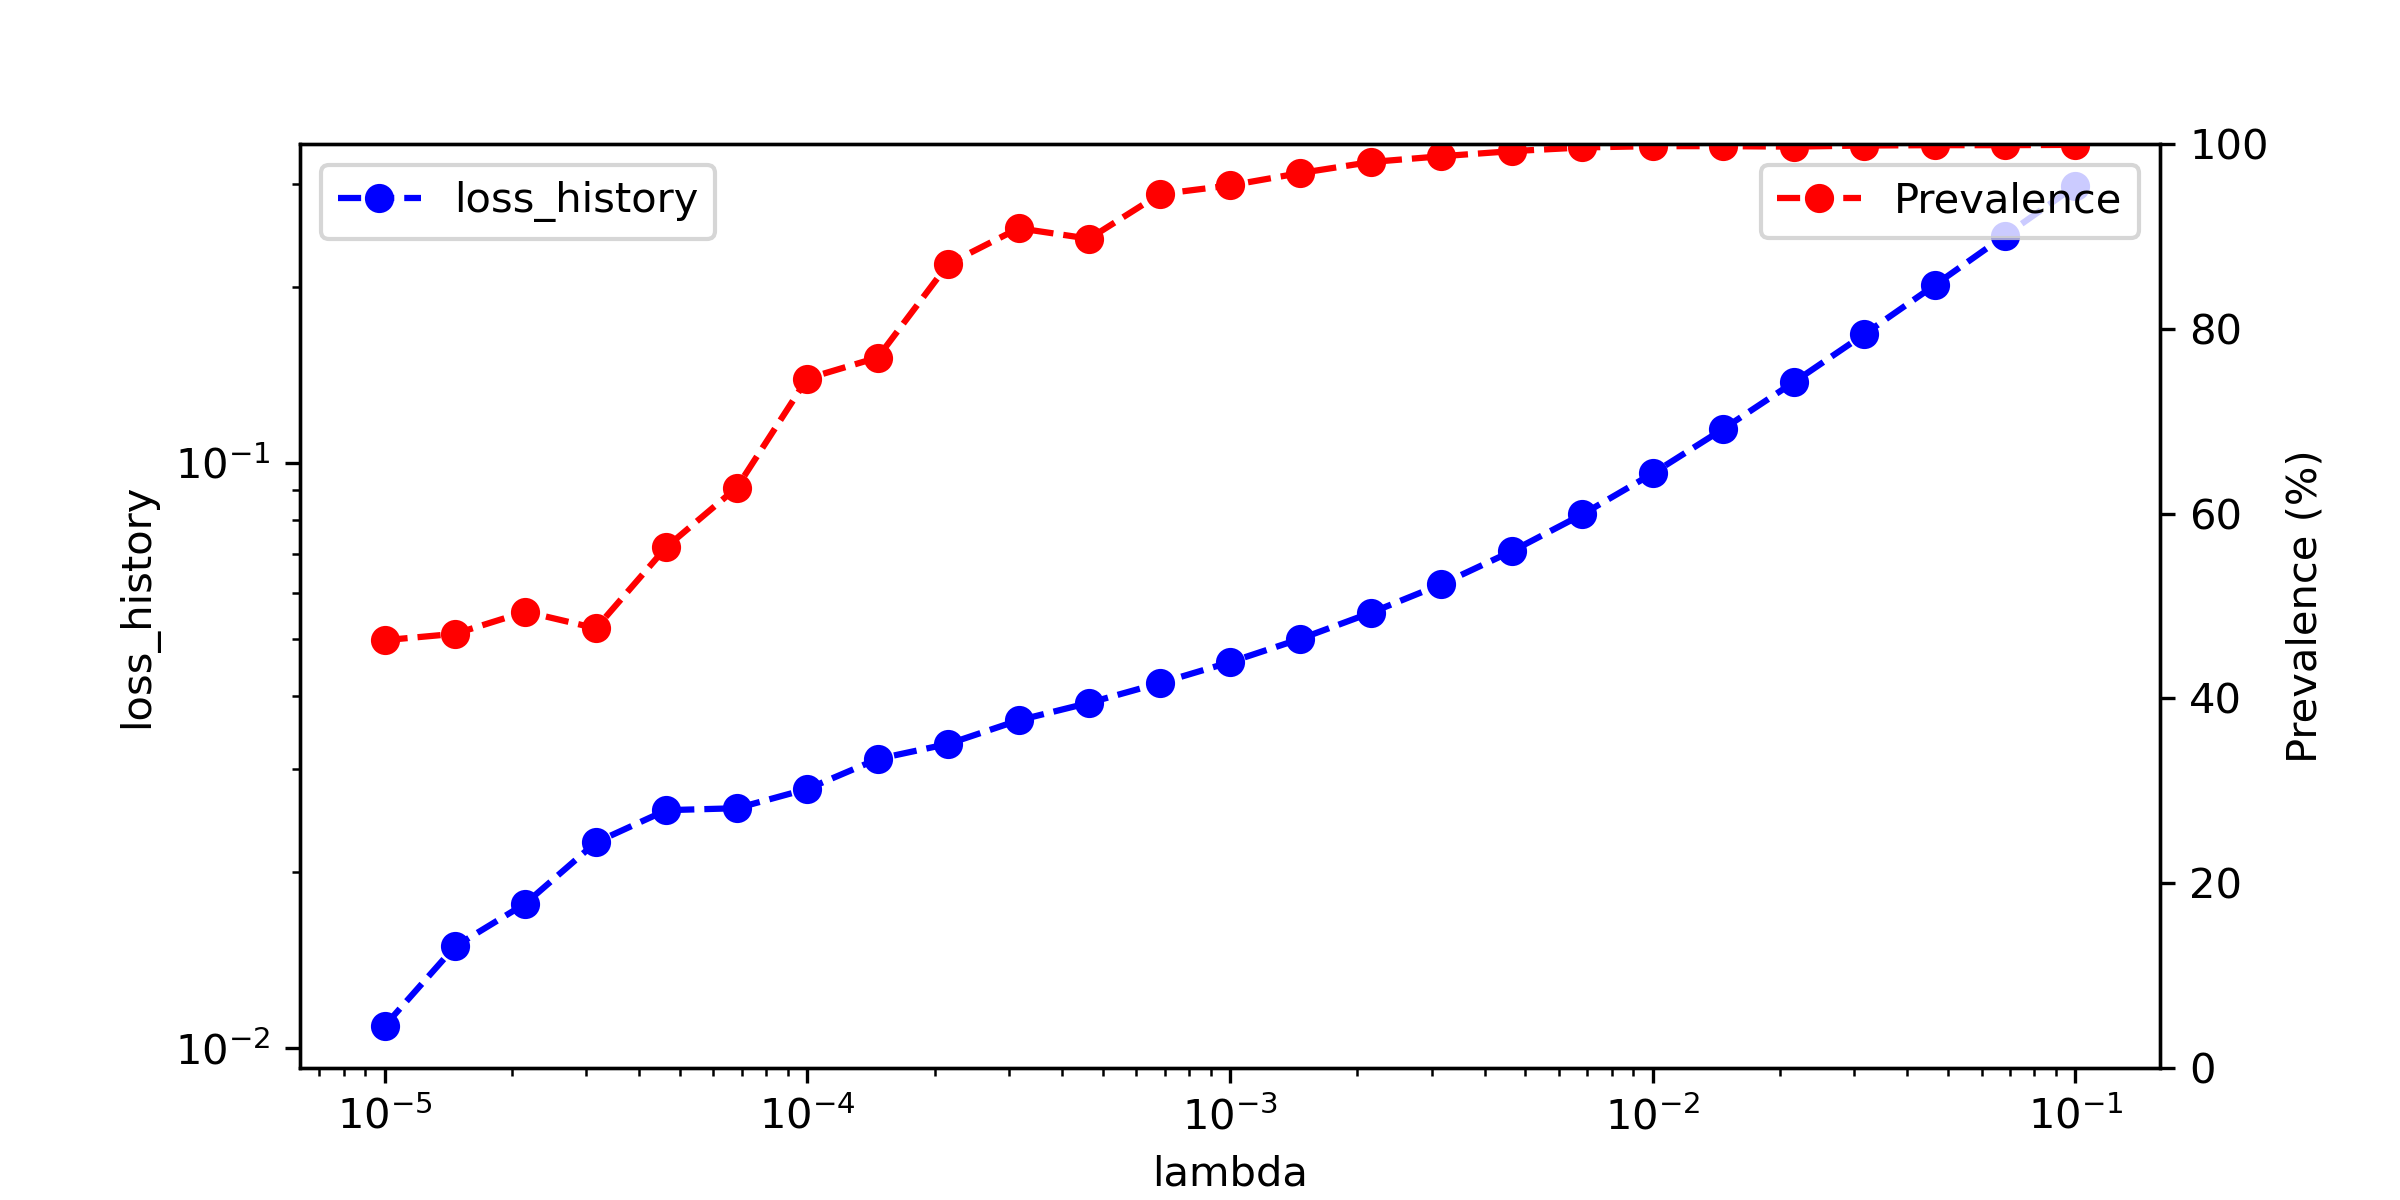 loss_history
Prevalence
100
80
60
40
20
0
Prevalence (%)
10⁻¹
10⁻²
loss_history
10⁻⁵ 10⁻⁴ 10⁻³ 10⁻² 10⁻¹
lambda